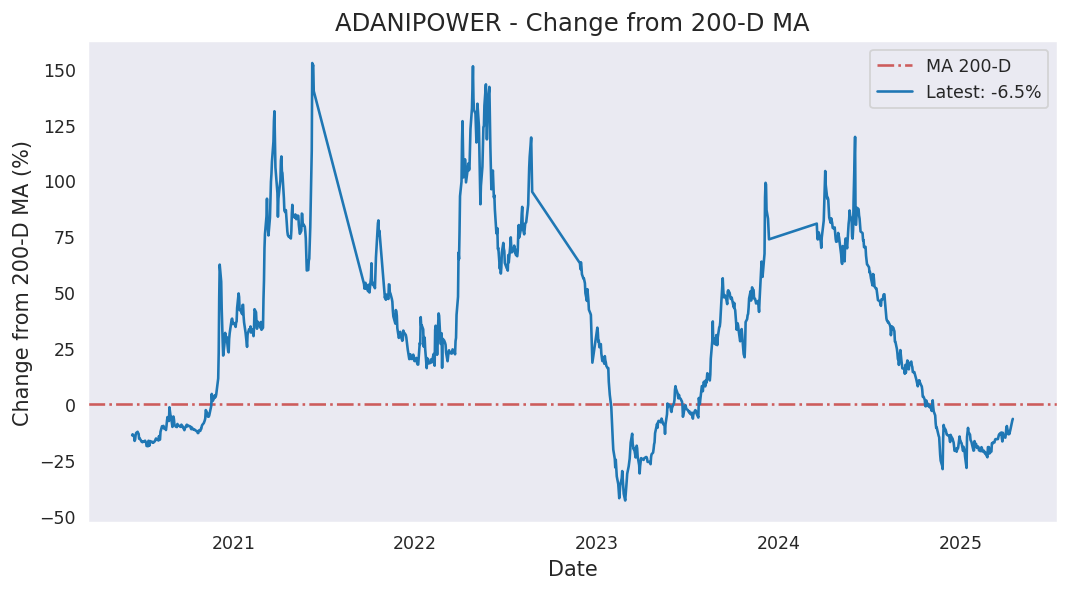 ADANIPOWER - Change from 200-D MA
MA 200-D
Latest: -6.5%
Change from 200-D MA (%)
150
125
100
75
50
25
0
−25
−50
2021
2022
2023
2024
2025
Date